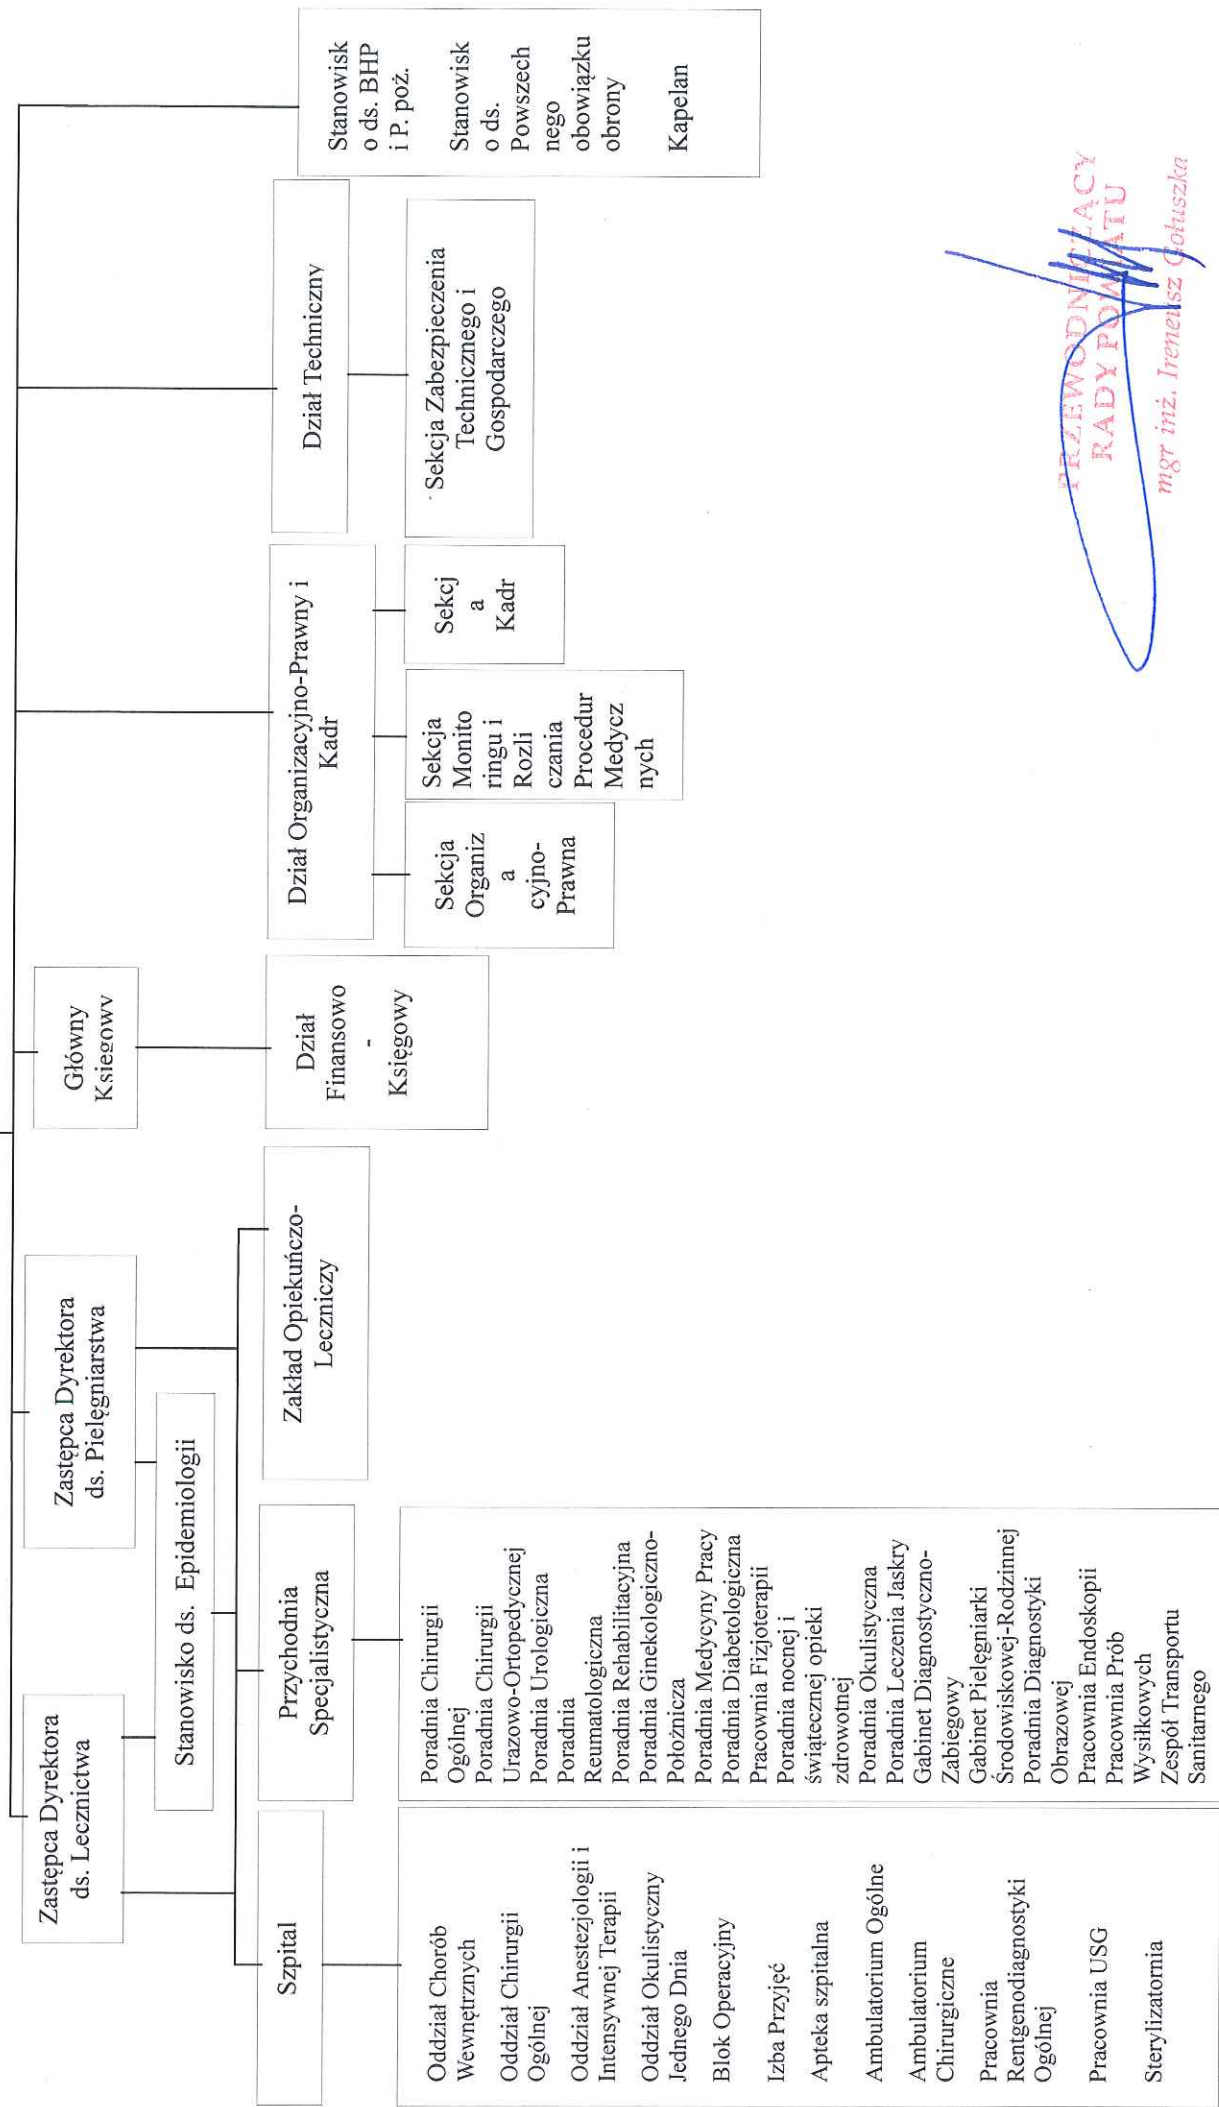 Zastępca Dyrektora
ds. Lecznictwa
Zastępca Dyrektora
ds. Pielęgniarstwa
Główny
Księgowy
Stanowisko ds. Epidemiologii
Szpital
Przychodnia
Specjalistyczna
Zakład Opiekuńczo-
Leczniczy
Dział
Finansowo
-
Księgowy
Dział Organizacyjno-Prawny i
Kadr
Dział Techniczny
Stanowisk
o ds. BHP
i P. poż.
Stanowisk
o ds.
Powszech
nego
obowiązku
obrony
Kapelan
Oddział Chorób
Wewnętrznych
Oddział Chirurgii
Ogólnej
Oddział Anestezjologii i
Intensywnej Terapii
Oddział Okulistyczny
Jednego Dnia
Blok Operacyjny
Izba Przyjęć
Apteka szpitalna
Ambulatorium Ogólne
Ambulatorium
Chirurgiczne
Pracownia
Rentgenodiagnostyki
Ogólnej
Pracownia USG
Sterylizatornia
Poradnia Chirurgii
Ogólnej
Poradnia Chirurgii
Urazowo-Ortopedycznej
Poradnia Urologiczna
Poradnia
Reumatologiczna
Poradnia Rehabilitacyjna
Poradnia Ginekologiczno-
Położnicza
Poradnia Medycyny Pracy
Poradnia Diabetologiczna
Pracownia Fizjoterapii
Poradnia nocnej i
świątecznej opieki
zdrowotnej
Poradnia Okulistyczna
Poradnia Leczenia Jaskry
Gabinet Diagnostyczno-
Zabiegowy
Gabinet Pielęgniarki
Środowiskowej-Rodzinnej
Poradnia Diagnostyki
Obrazowej
Pracownia Endoskopii
Pracownia Prób
Wysiłkowych
Zespół Transportu
Sanitarnego
Sekcja
Organiz
a
cyjno-
Prawna
Sekcja
Monito
ringu i
Rozli
czania
Procedur
Medycz
nych
Sekcj
a
Kadr
Sekcja Zabezpieczenia
Technicznego i
Gospodarczego
PRZEWODNICZĄCY
RADY POWIATU
mgr inż. Ireneusz Gołuszka